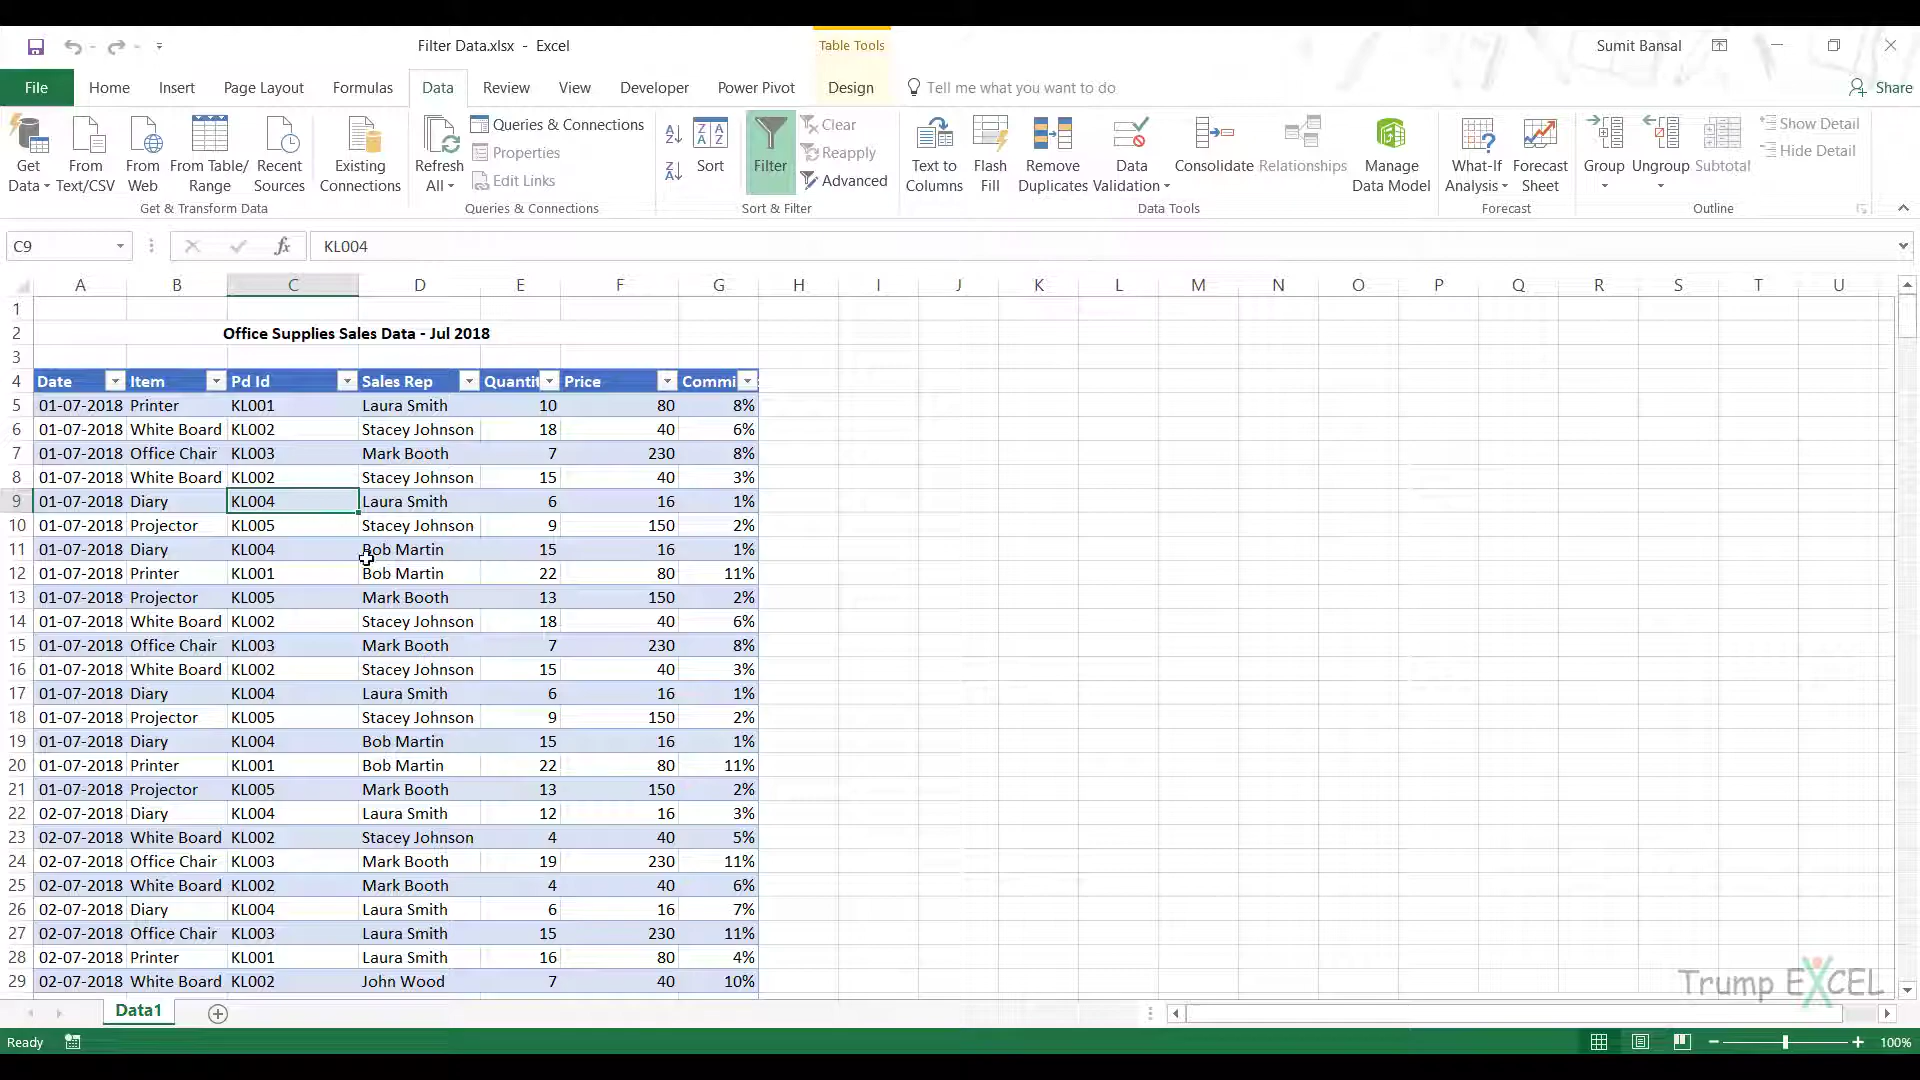 Filter Data.xlsx - Excel
Table Tools
Sumit Bansal
File Home Insert Page Layout Formulas Data Review View Developer Power Pivot Design Tell me what you want to do Share
Get Data
From Text/CSV
From Web
From Table/ Range
Recent Sources
Existing Connections
Refresh All
Queries & Connections
Properties
Edit Links
Sort
Filter
Clear
Reapply
Advanced
Text to Columns
Flash Fill
Remove Duplicates
Data Validation
Consolidate
Relationships
Manage Data Model
What-If Analysis
Forecast Sheet
Group
Ungroup
Subtotal
Show Detail
Hide Detail
Get & Transform Data Queries & Connections Sort & Filter Data Tools Forecast Outline
C9 fx KL004
A B C D E F G H I J K L M N O P Q R S T U
1
2 Office Supplies Sales Data - Jul 2018
3
4 Date Item Pd Id Sales Rep Quantit Price Commi
5 01-07-2018 Printer KL001 Laura Smith 10 80 8%
6 01-07-2018 White Board KL002 Stacey Johnson 18 40 6%
7 01-07-2018 Office Chair KL003 Mark Booth 7 230 8%
8 01-07-2018 White Board KL002 Stacey Johnson 15 40 3%
9 01-07-2018 Diary KL004 Laura Smith 6 16 1%
10 01-07-2018 Projector KL005 Stacey Johnson 9 150 2%
11 01-07-2018 Diary KL004 Bob Martin 15 16 1%
12 01-07-2018 Printer KL001 Bob Martin 22 80 11%
13 01-07-2018 Projector KL005 Mark Booth 13 150 2%
14 01-07-2018 White Board KL002 Stacey Johnson 18 40 6%
15 01-07-2018 Office Chair KL003 Mark Booth 7 230 8%
16 01-07-2018 White Board KL002 Stacey Johnson 15 40 3%
17 01-07-2018 Diary KL004 Laura Smith 6 16 1%
18 01-07-2018 Projector KL005 Stacey Johnson 9 150 2%
19 01-07-2018 Diary KL004 Bob Martin 15 16 1%
20 01-07-2018 Printer KL001 Bob Martin 22 80 11%
21 01-07-2018 Projector KL005 Mark Booth 13 150 2%
22 02-07-2018 Diary KL004 Laura Smith 12 16 3%
23 02-07-2018 White Board KL002 Stacey Johnson 4 40 5%
24 02-07-2018 Office Chair KL003 Mark Booth 19 230 11%
25 02-07-2018 White Board KL002 Mark Booth 4 40 6%
26 02-07-2018 Diary KL004 Laura Smith 6 16 7%
27 02-07-2018 Office Chair KL003 Laura Smith 15 230 11%
28 02-07-2018 Printer KL001 Laura Smith 16 80 4%
29 02-07-2018 White Board KL002 John Wood 7 40 10%
Trump EXCEL
Data1
Ready 100%